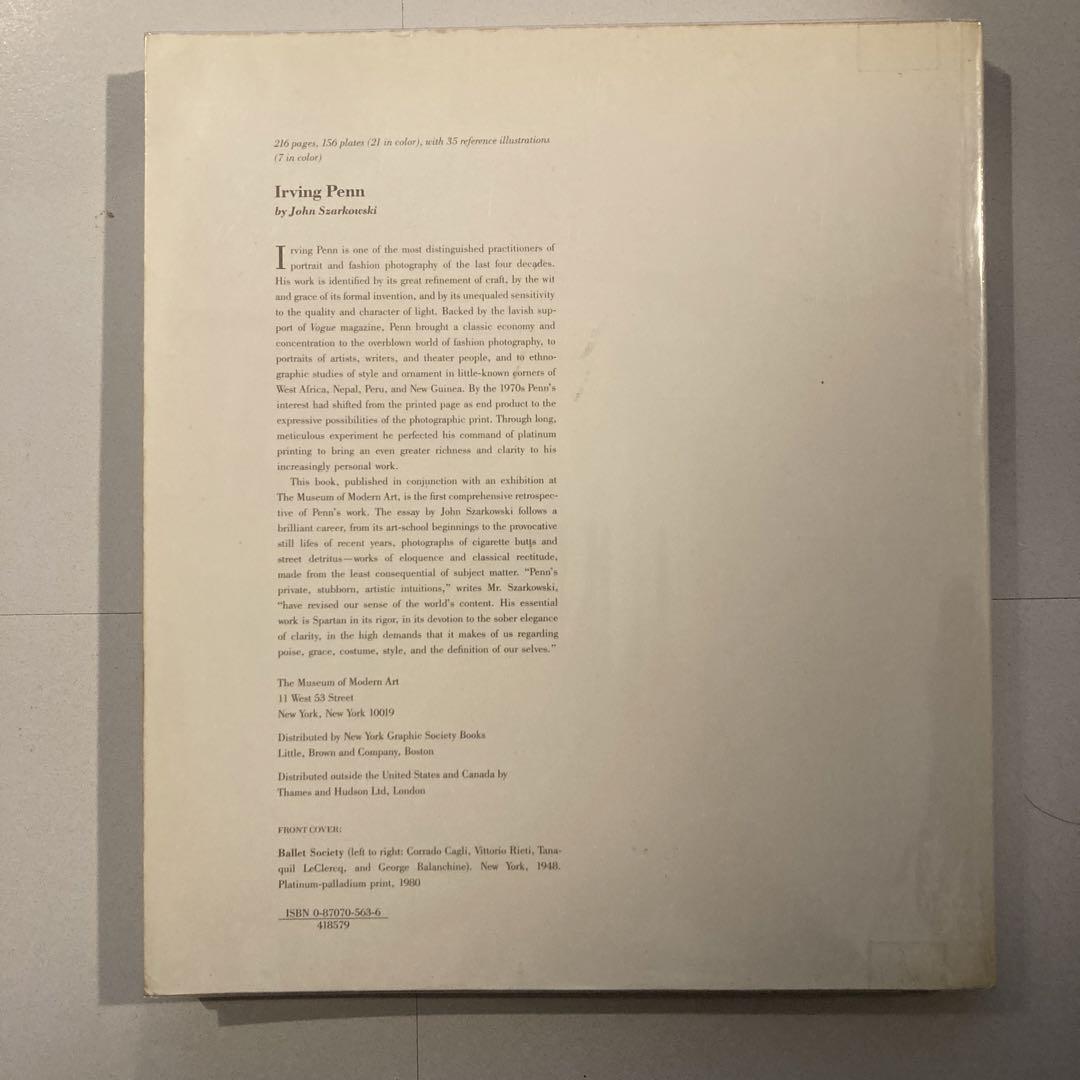 216 pages, 156 plates (21 in color), with 35 reference illustrations
(7 in color)
Irving Penn
by John Szarkowski
Irving Penn is one of the most distinguished practitioners of
portrait and fashion photography of the last four decades.
His work is identified by its great refinement of craft, by the wit
and grace of its formal invention, and by its unequaled sensitivity
to the quality and character of light. Backed by the lavish sup-
port of Vogue magazine, Penn brought a classic economy and
concentration to the overblown world of fashion photography, to
portraits of artists, writers, and theater people, and to ethno-
graphic studies of style and ornament in little-known corners of
West Africa, Nepal, Peru, and New Guinea. By the 1970s Penn's
interest had shifted from the printed page as end product to the
expressive possibilities of the photographic print. Through long,
meticulous experiment he perfected his command of platinum
printing to bring an even greater richness and clarity to his
increasingly personal work.
This book, published in conjunction with an exhibition at
The Museum of Modern Art, is the first comprehensive retrospec-
tive of Penn's work. The essay by John Szarkowski follows a
brilliant career, from its art-school beginnings to the provocative
still lifes of recent years, photographs of cigarette butts and
street detritus—works of eloquence and classical rectitude,
made from the least consequential of subject matter. "Penn's
private, stubborn, artistic intuitions," writes Mr. Szarkowski,
"have revised our sense of the world's content. His essential
work is Spartan in its rigor, in its devotion to the sober elegance
of clarity, in the high demands that it makes of us regarding
poise, grace, costume, style, and the definition of our selves."
The Museum of Modern Art
11 West 53 Street
New York, New York 10019
Distributed by New York Graphic Society Books
Little, Brown and Company, Boston
Distributed outside the United States and Canada by
Thames and Hudson Ltd, London
FRONT COVER:
Ballet Society (left to right: Corrado Cagli, Vittorio Rieti, Tana-
quil LeClercq, and George Balanchine). New York, 1948.
Platinum-palladium print, 1980
ISBN 0-87070-563-6
418579